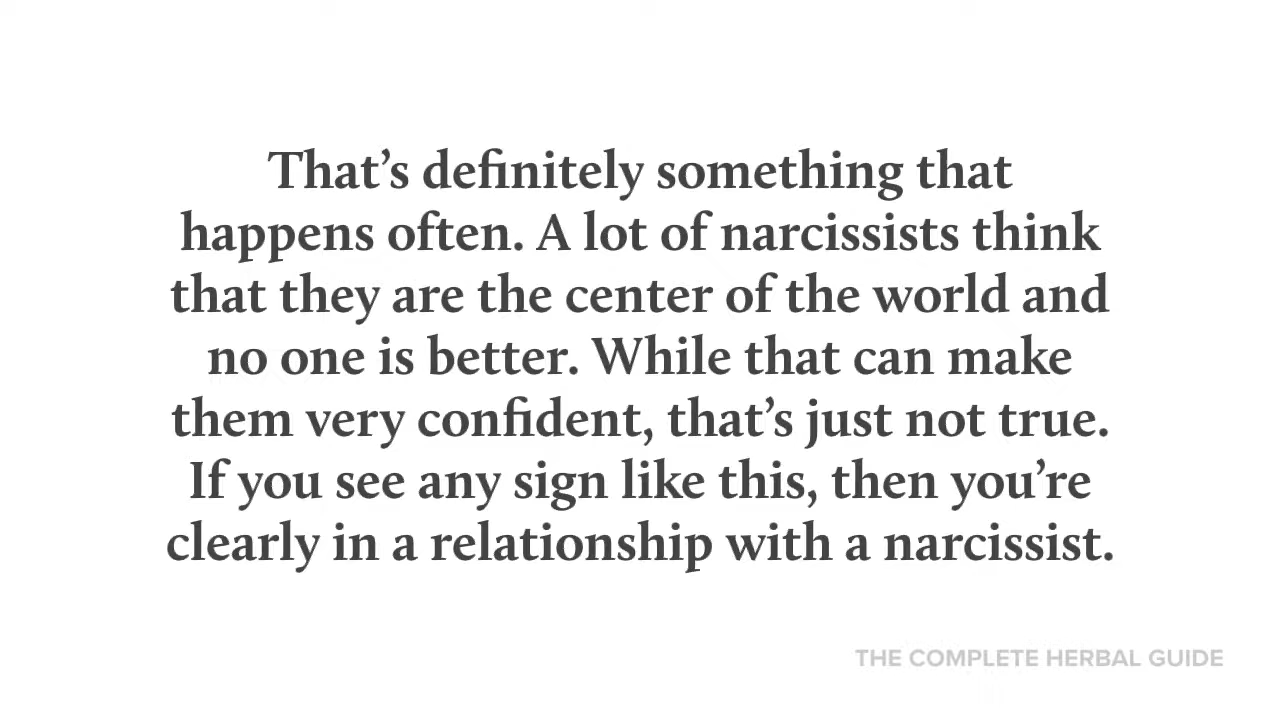 That’s definitely something that
happens often. A lot of narcissists think
that they are the center of the world and
no one is better. While that can make
them very confident, that’s just not true.
If you see any sign like this, then you’re
clearly in a relationship with a narcissist.
THE COMPLETE HERBAL GUIDE